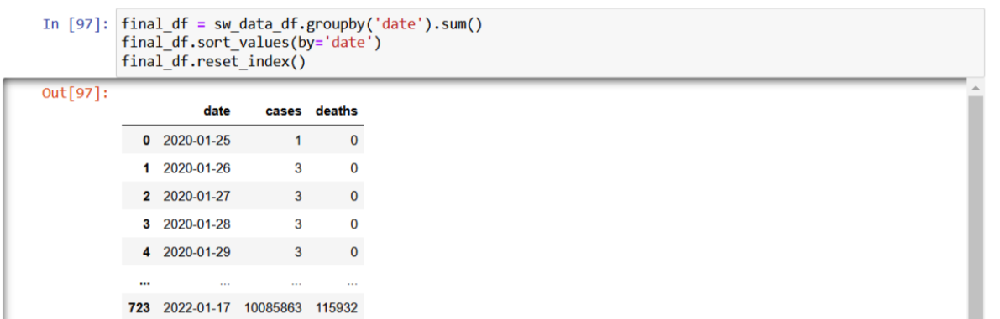 In [97]: final_df = sw_data_df.groupby('date').sum()
final_df.sort_values(by='date')
final_df.reset_index()
Out[97]:
date cases deaths
0 2020-01-25 1 0
1 2020-01-26 3 0
2 2020-01-27 3 0
3 2020-01-28 3 0
4 2020-01-29 3 0
... ... ... ...
723 2022-01-17 10085863 115932